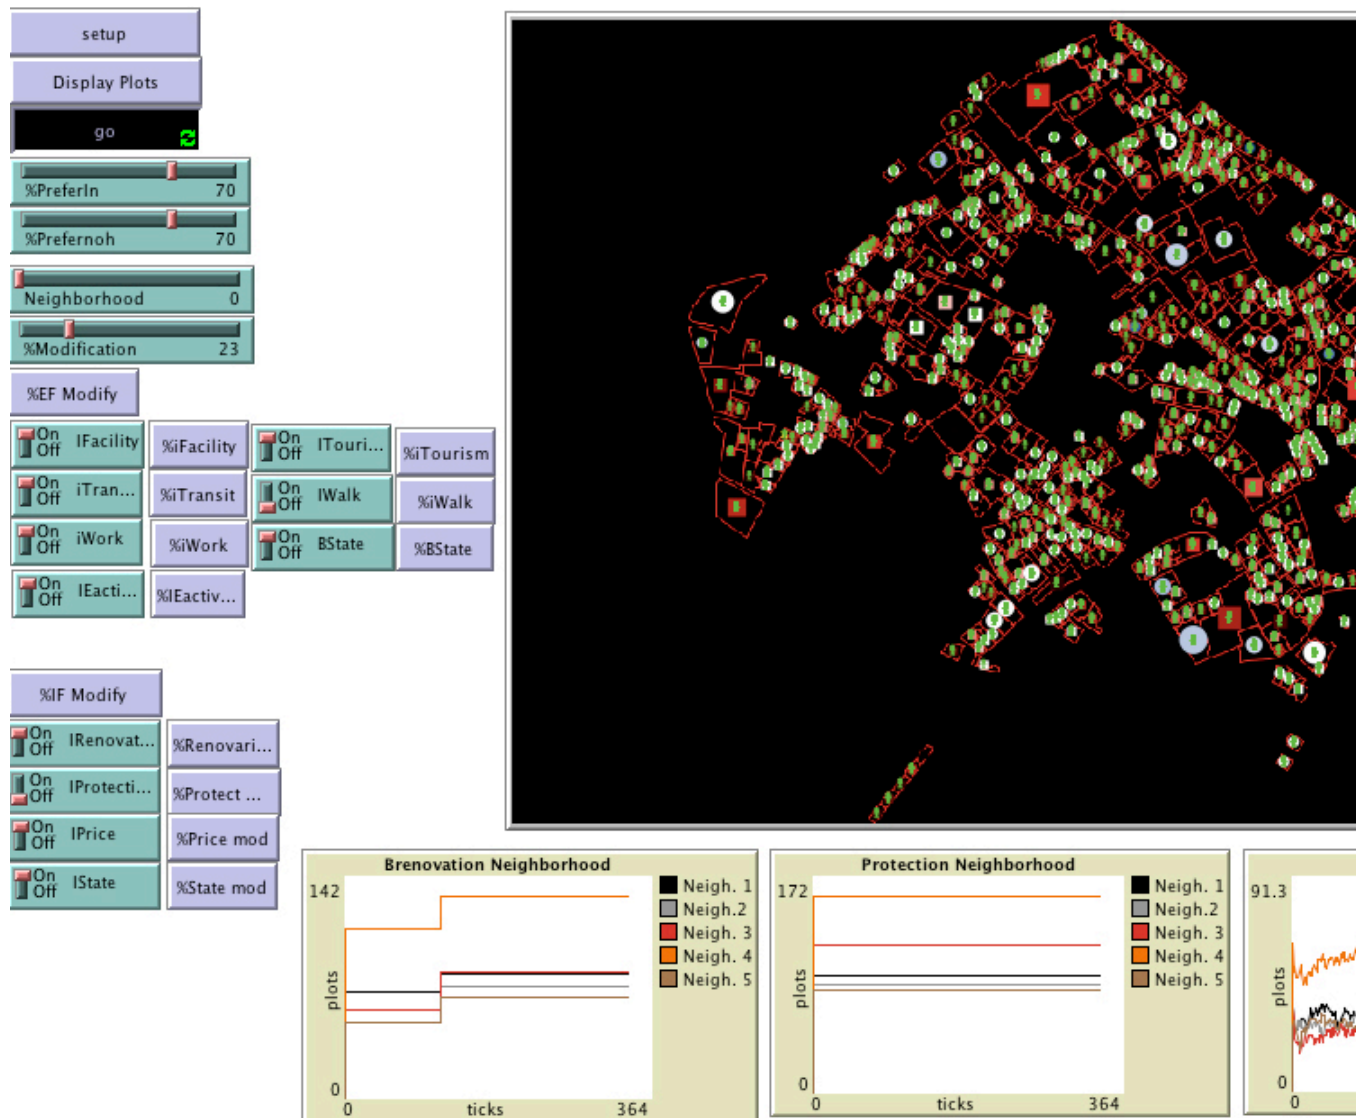 setup
Display Plots
go
%PreferIn 70
%Prefernoh 70
Neighborhood 0
%Modification 23
%EF Modify
On Off IFacility %iFacility On Off ITouri... %iTourism
On Off iTran... %iTransit On Off IWalk %iWalk
On Off iWork %iWork On Off BState %BState
On Off IEacti... %IEactiv...
%IF Modify
On Off IRenovat... %Renovari...
On Off IProtecti... %Protect ...
On Off IPrice %Price mod
On Off IState %State mod
Brenovation Neighborhood
142
plots
0
0 ticks 364
Neigh. 1
Neigh.2
Neigh. 3
Neigh. 4
Neigh. 5
Protection Neighborhood
172
plots
0
0 ticks 364
Neigh. 1
Neigh.2
Neigh. 3
Neigh. 4
Neigh. 5
91.3
plots
0
0